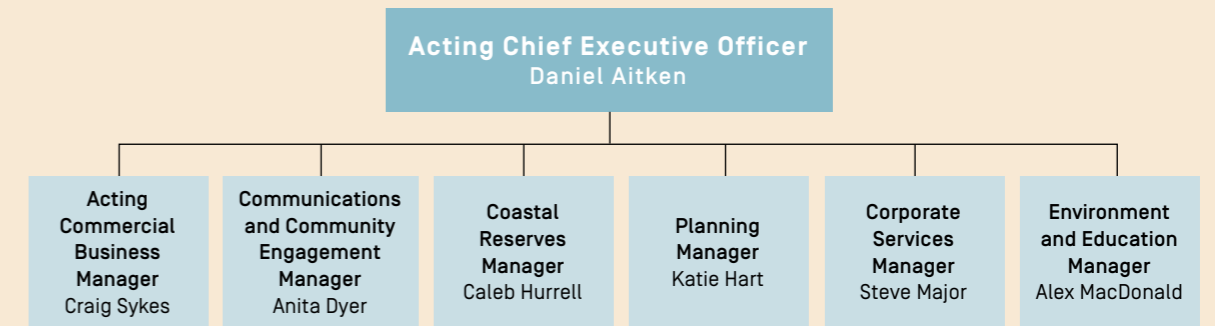 Acting Chief Executive Officer
Daniel Aitken
Acting
Commercial
Business
Manager
Craig Sykes
Communications
and Community
Engagement
Manager
Anita Dyer
Coastal
Reserves
Manager
Caleb Hurrell
Planning
Manager
Katie Hart
Corporate
Services
Manager
Steve Major
Environment
and Education
Manager
Alex MacDonald